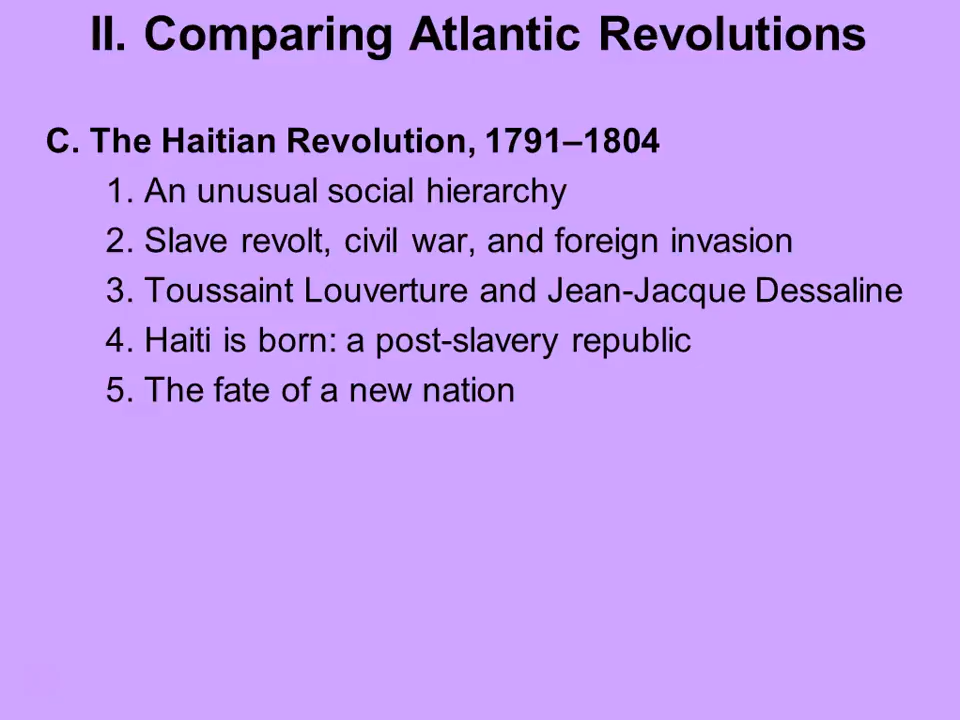 II. Comparing Atlantic Revolutions
C. The Haitian Revolution, 1791–1804
1. An unusual social hierarchy
2. Slave revolt, civil war, and foreign invasion
3. Toussaint Louverture and Jean-Jacque Dessaline
4. Haiti is born: a post-slavery republic
5. The fate of a new nation